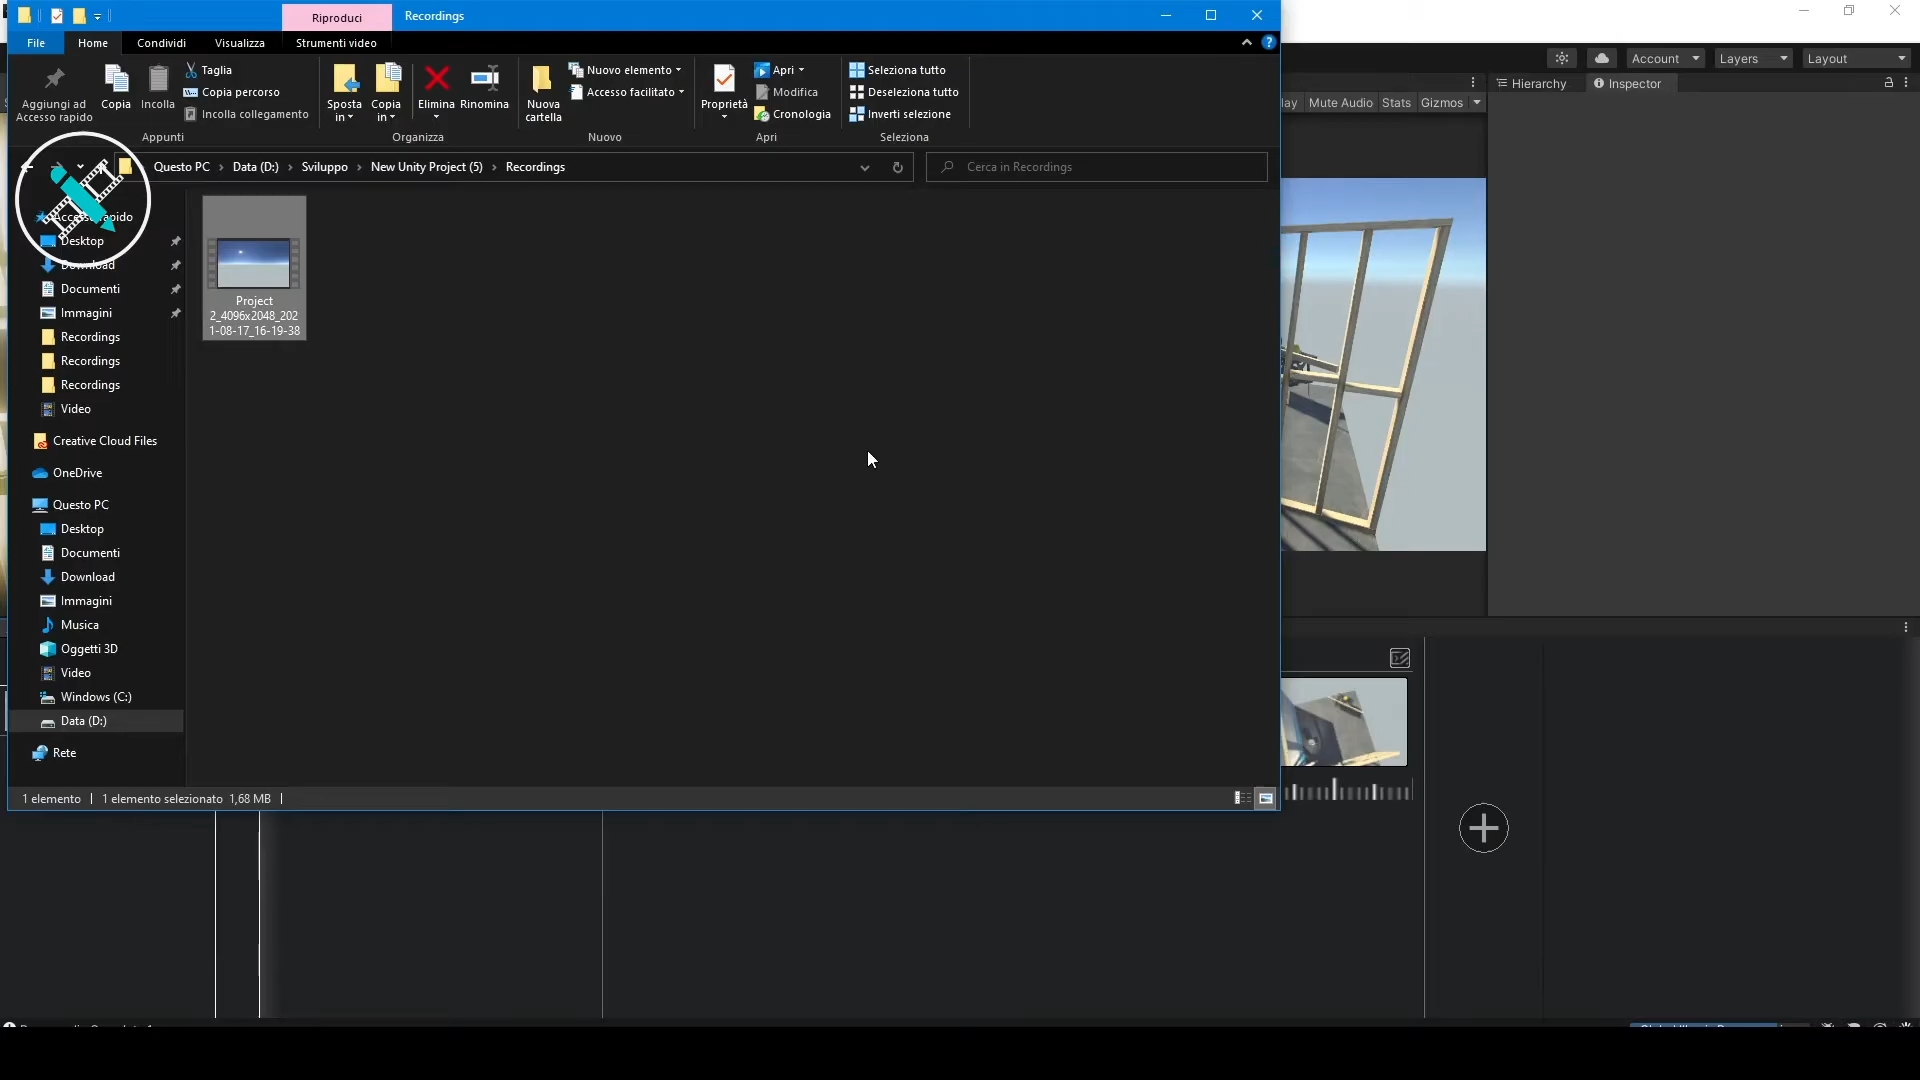 Riproduci
Recordings
File
Home
Condividi
Visualizza
Strumenti video
Account
Layers
Layout
Hierarchy
Inspector
Mute Audio
Stats
Gizmos
Aggiungi ad
Accesso rapido
Copia
Incolla
Taglia
Copia percorso
Incolla collegamento
Appunti
Sposta
in
Copia
in
Elimina
Rinomina
Organizza
Nuova
cartella
Nuovo elemento
Accesso facilitato
Nuovo
Proprietà
Apri
Modifica
Cronologia
Apri
Seleziona tutto
Deseleziona tutto
Inverti selezione
Seleziona
Questo PC > Data (D:) > Sviluppo > New Unity Project (5) > Recordings
Cerca in Recordings
Accesso rapido
Desktop
Download
Documenti
Immagini
Recordings
Recordings
Recordings
Video
Creative Cloud Files
OneDrive
Questo PC
Desktop
Documenti
Download
Immagini
Musica
Oggetti 3D
Video
Windows (C:)
Data (D:)
Rete
Project
2_4096x2048_202
1-08-17_16-19-38
1 elemento
1 elemento selezionato 1,68 MB